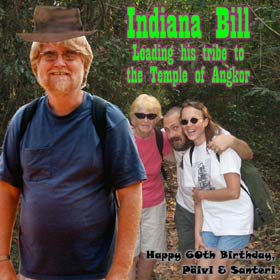 Indiana Bill
Leading his tribe to
the Temple of Angkor
Happy 60th Birthday,
Päivi & Santeri